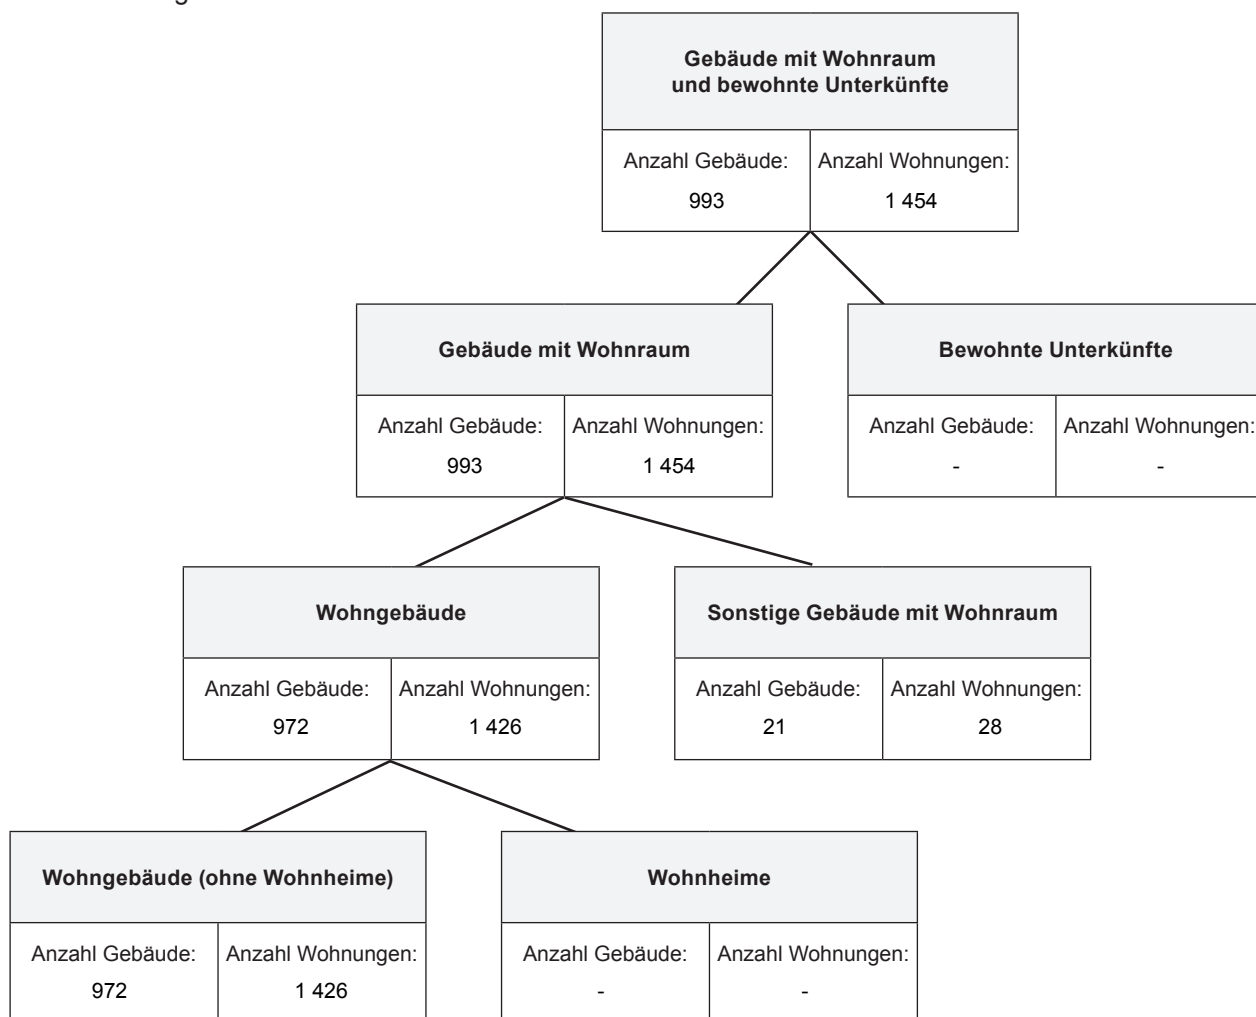 Gebäude mit Wohnraum
und bewohnte Unterkünfte
Anzahl Gebäude: Anzahl Wohnungen:
993 1 454
Gebäude mit Wohnraum
Anzahl Gebäude: Anzahl Wohnungen:
993 1 454
Bewohnte Unterkünfte
Anzahl Gebäude: Anzahl Wohnungen:
- -
Wohngebäude
Anzahl Gebäude: Anzahl Wohnungen:
972 1 426
Sonstige Gebäude mit Wohnraum
Anzahl Gebäude: Anzahl Wohnungen:
21 28
Wohngebäude (ohne Wohnheime)
Anzahl Gebäude: Anzahl Wohnungen:
972 1 426
Wohnheime
Anzahl Gebäude: Anzahl Wohnungen:
- -